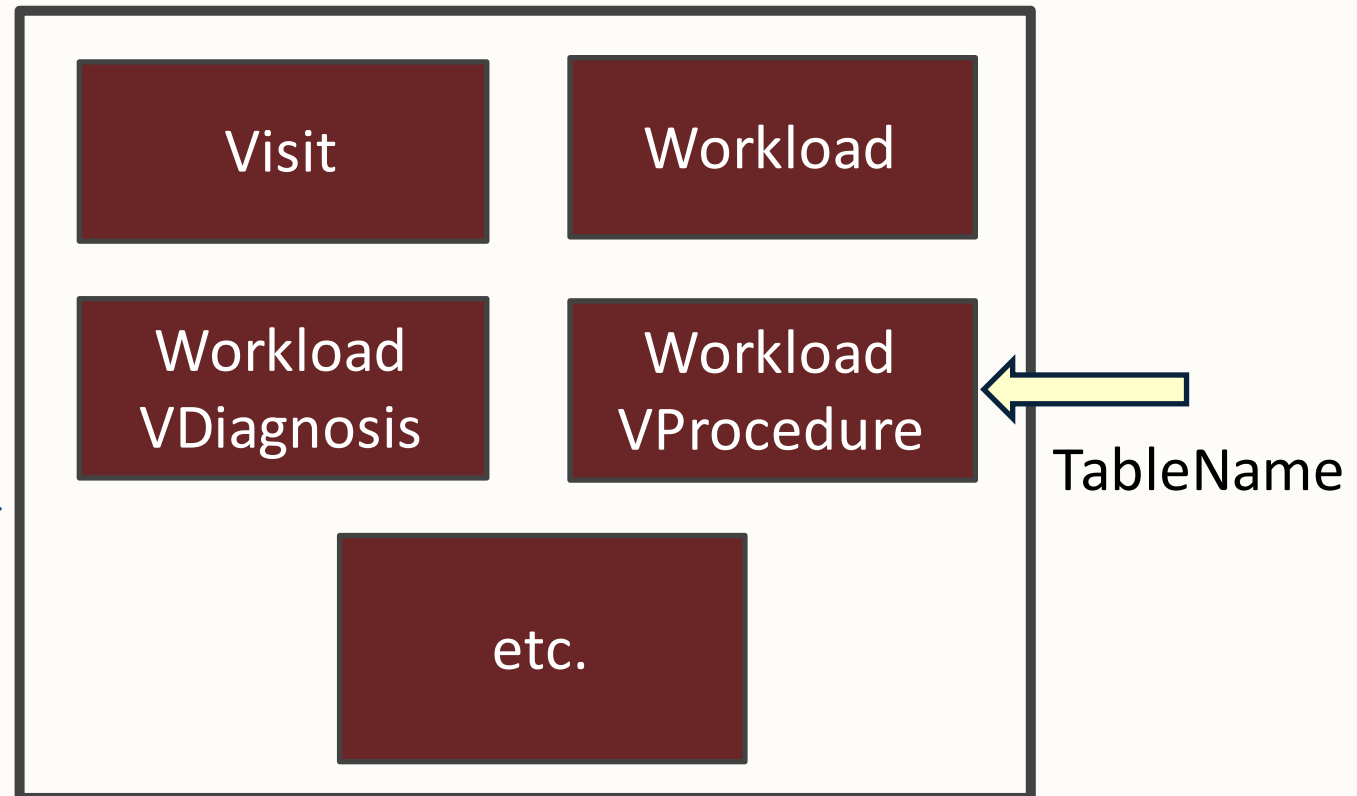 Visit
Workload
Workload
VDiagnosis
Workload
VProcedure
TableName
etc.